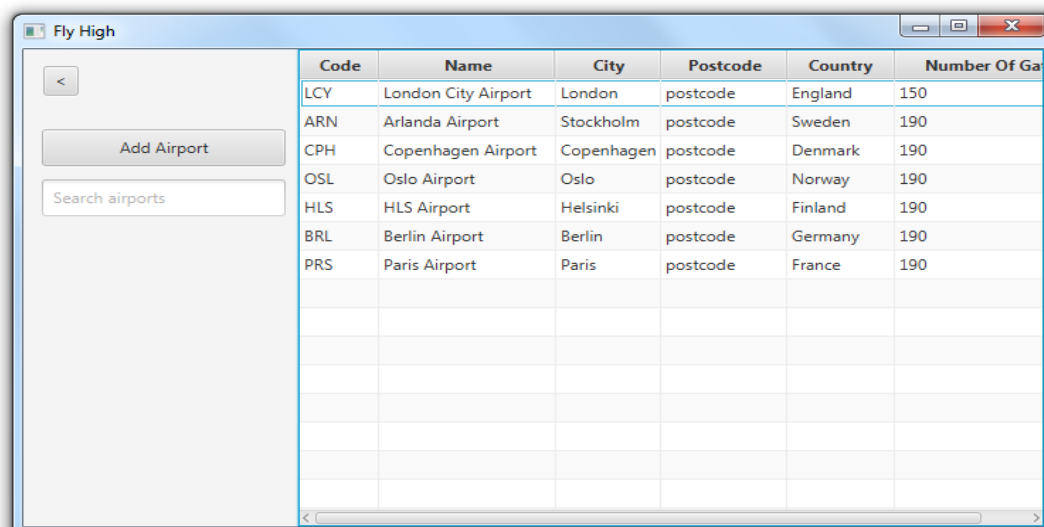 Fly High
<
Add Airport
Search airports
Code Name City Postcode Country Number Of Ga
LCY London City Airport London postcode England 150
ARN Arlanda Airport Stockholm postcode Sweden 190
CPH Copenhagen Airport Copenhagen postcode Denmark 190
OSL Oslo Airport Oslo postcode Norway 190
HLS HLS Airport Helsinki postcode Finland 190
BRL Berlin Airport Berlin postcode Germany 190
PRS Paris Airport Paris postcode France 190